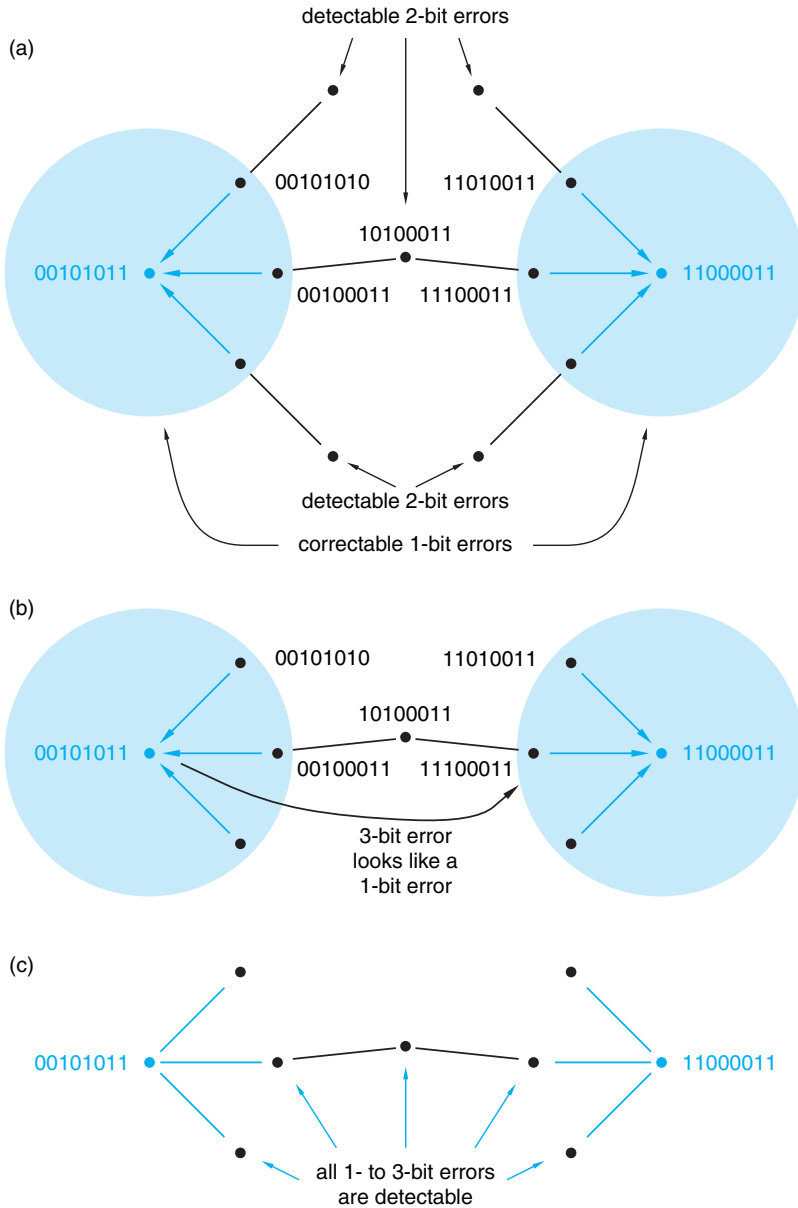 detectable 2-bit errors
(a)
00101010 11010011
10100011
00101011 11000011
00100011 11100011
detectable 2-bit errors
correctable 1-bit errors
(b)
00101010 11010011
10100011
00101011 11000011
00100011 11100011
3-bit error
looks like a
1-bit error
(c)
00101011 11000011
all 1- to 3-bit errors
are detectable